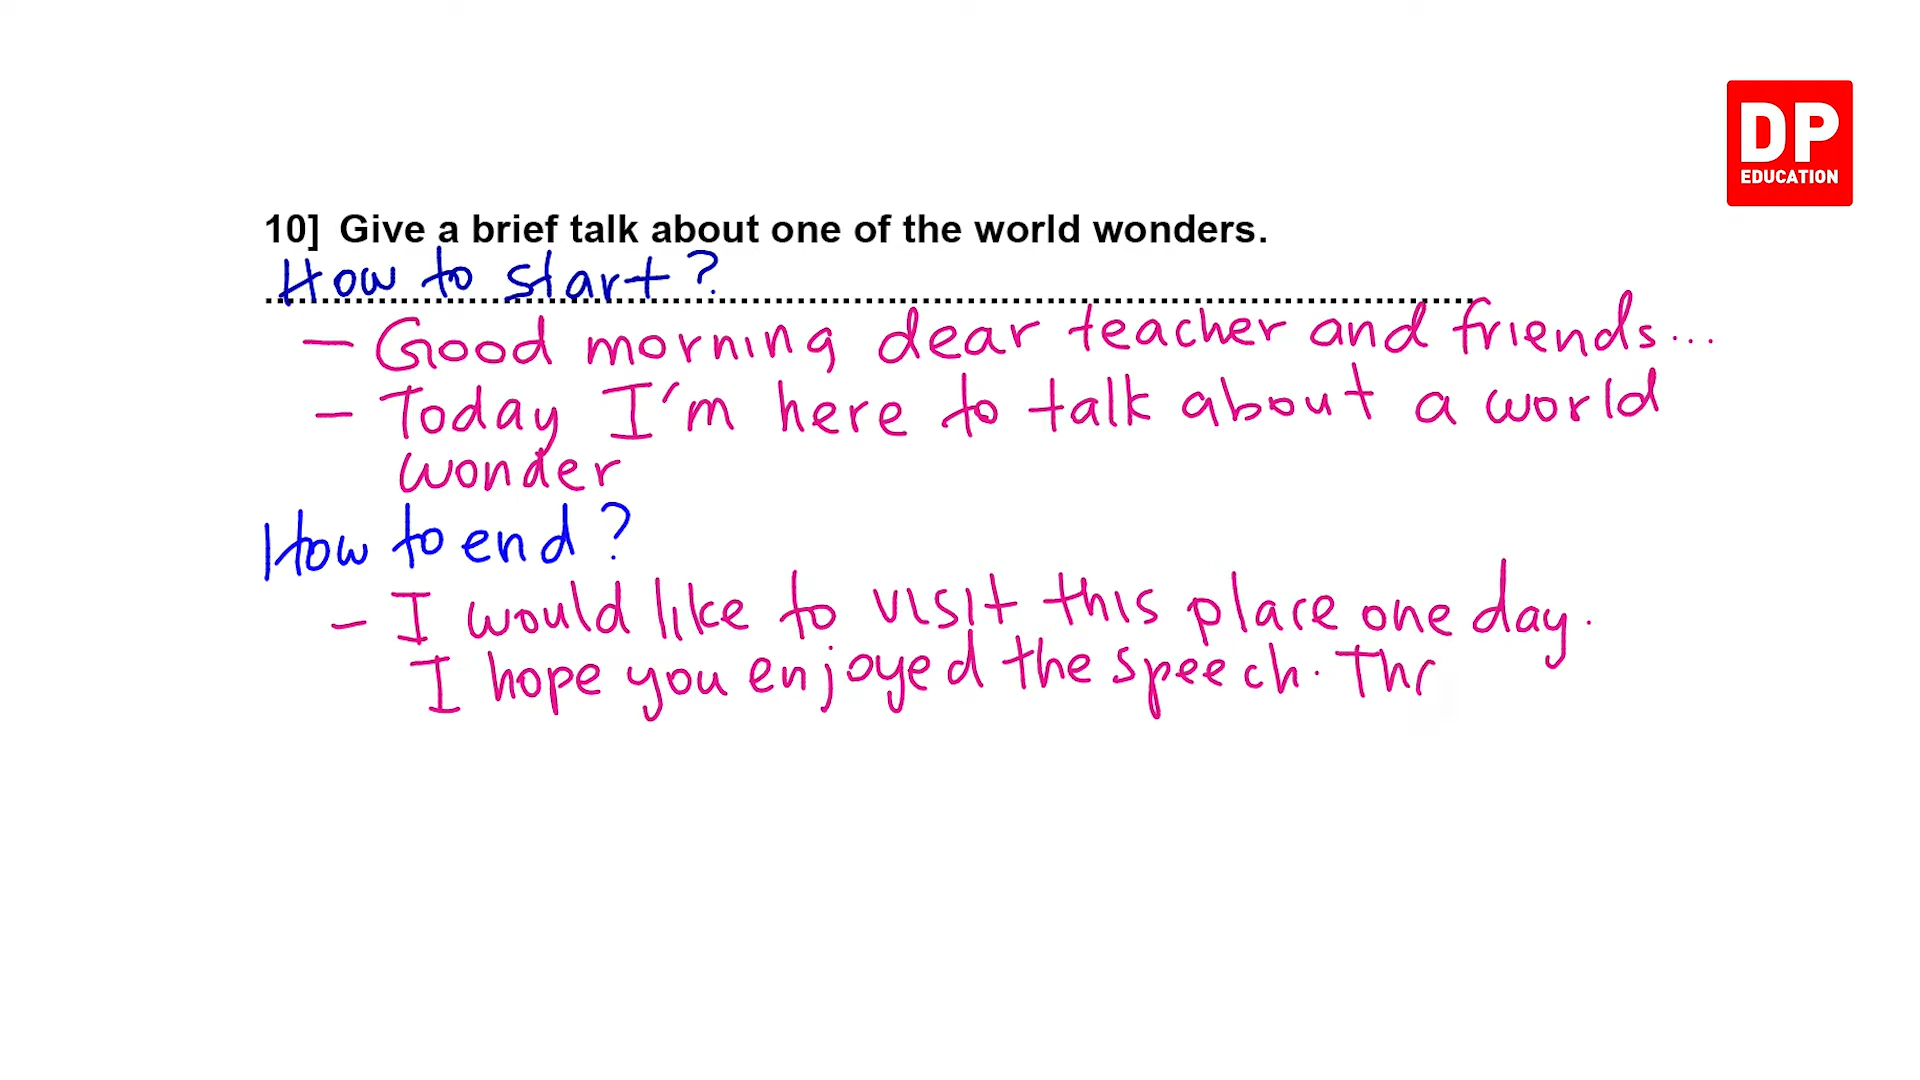 DP
EDUCATION
10] Give a brief talk about one of the world wonders.
How to start?
- Good morning dear teacher and friends...
- Today I'm here to talk about a world
wonder
How to end?
- I would like to visit this place one day.
I hope you enjoyed the speech. Th